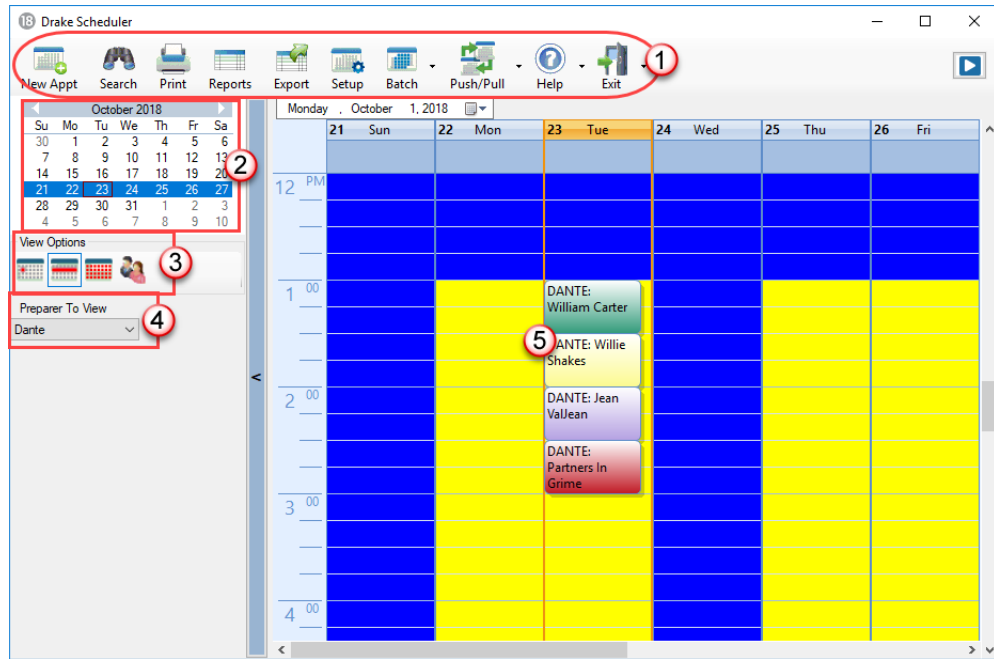 18 Drake Scheduler
New Appt Search Print Reports Export Setup Batch Push/Pull Help Exit 1
October 2018
Su Mo Tu We Th Fr Sa
30 1 2 3 4 5 6
7 8 9 10 11 12 13
14 15 16 17 18 19 20
21 22 23 24 25 26 27
28 29 30 31 1 2 3
4 5 6 7 8 9 10
2
View Options
3
Preparer To View
Dante
4
<
Monday , October 1, 2018
21 Sun 22 Mon 23 Tue 24 Wed 25 Thu 26 Fri
12 PM
1 00
DANTE:
William Carter
5
DANTE: Willie
Shakes
2 00
DANTE: Jean
ValJean
DANTE:
Partners In
Grime
3 00
4 00